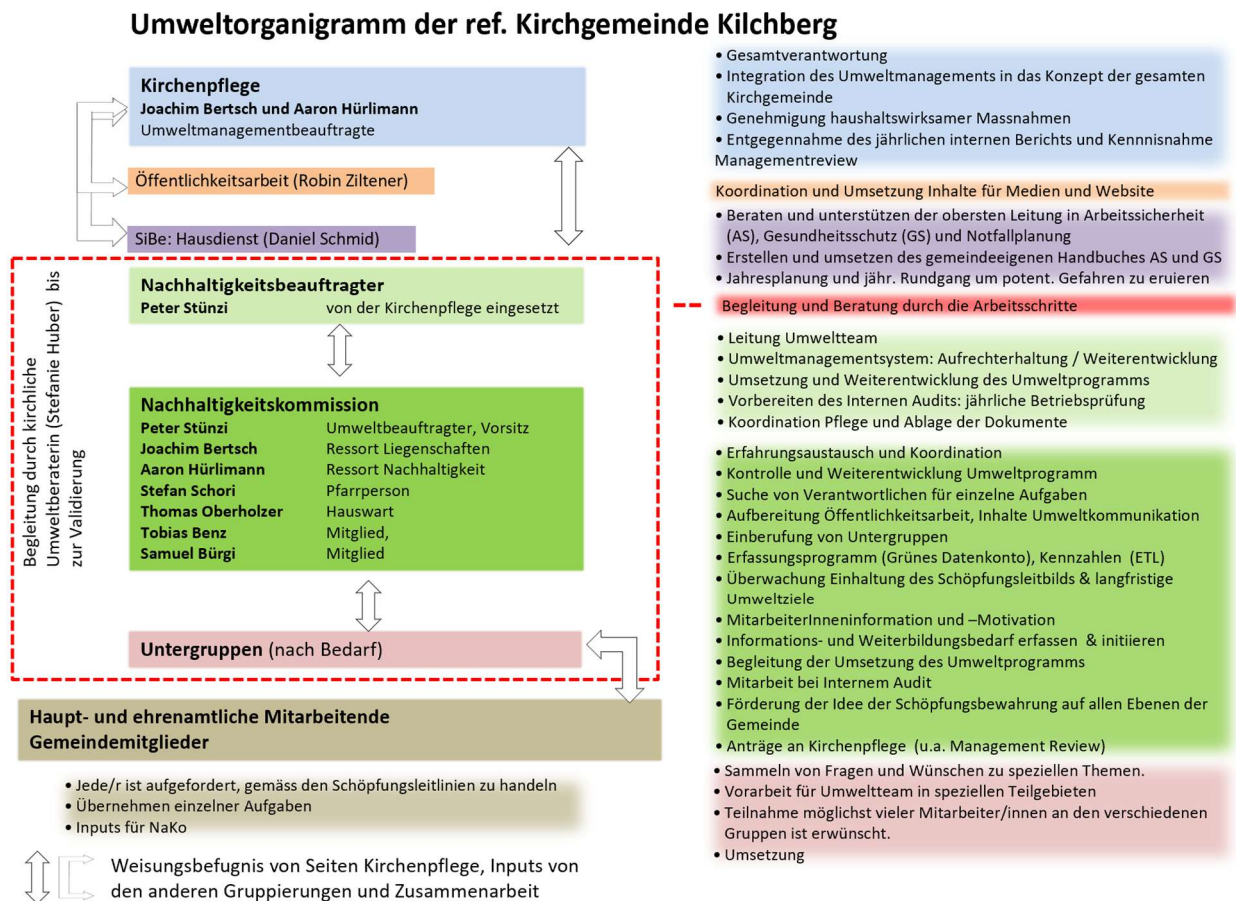 Umweltorganigramm der ref. Kirchgemeinde Kilchberg
Kirchenpflege
Joachim Bertsch und Aaron Hürlimann
Umweltmanagementbeauftragte
Öffentlichkeitsarbeit (Robin Ziltener)
SiBe: Hausdienst (Daniel Schmid)
Begleitung durch kirchliche
Umweltberaterin (Stefanie Huber) bis
zur Validierung
Nachhaltigkeitsbeauftragter
Peter Stünzi von der Kirchenpflege eingesetzt
Nachhaltigkeitskommission
Peter Stünzi Umweltbeauftragter, Vorsitz
Joachim Bertsch Ressort Liegenschaften
Aaron Hürlimann Ressort Nachhaltigkeit
Stefan Schori Pfarrperson
Thomas Oberholzer Hauswart
Tobias Benz Mitglied,
Samuel Bürgi Mitglied
Untergruppen (nach Bedarf)
Haupt- und ehrenamtliche Mitarbeitende
Gemeindemitglieder
• Jede/r ist aufgefordert, gemäss den Schöpfungsleitlinien zu handeln
• Übernehmen einzelner Aufgaben
• Inputs für NaKo
Weisungsbefugnis von Seiten Kirchenpflege, Inputs von
den anderen Gruppierungen und Zusammenarbeit
• Gesamtverantwortung
• Integration des Umweltmanagements in das Konzept der gesamten
Kirchgemeinde
• Genehmigung haushaltswirksamer Massnahmen
• Entgegennahme des jährlichen internen Berichts und Kennnisnahme
Managementreview
Koordination und Umsetzung Inhalte für Medien und Website
• Beraten und unterstützen der obersten Leitung in Arbeitssicherheit
(AS), Gesundheitsschutz (GS) und Notfallplanung
• Erstellen und umsetzen des gemeindeeigenen Handbuches AS und GS
• Jahresplanung und jähr. Rundgang um potent. Gefahren zu eruieren
Begleitung und Beratung durch die Arbeitsschritte
• Leitung Umweltteam
• Umweltmanagementsystem: Aufrechterhaltung / Weiterentwicklung
• Umsetzung und Weiterentwicklung des Umweltprogramms
• Vorbereiten des Internen Audits: jährliche Betriebsprüfung
• Koordination Pflege und Ablage der Dokumente
• Erfahrungsaustausch und Koordination
• Kontrolle und Weiterentwicklung Umweltprogramm
• Suche von Verantwortlichen für einzelne Aufgaben
• Aufbereitung Öffentlichkeitsarbeit, Inhalte Umweltkommunikation
• Einberufung von Untergruppen
• Erfassungsprogramm (Grünes Datenkonto), Kennzahlen (ETL)
• Überwachung Einhaltung des Schöpfungsleitbilds & langfristige
Umweltziele
• MitarbeiterInneninformation und –Motivation
• Informations- und Weiterbildungsbedarf erfassen & initiieren
• Begleitung der Umsetzung des Umweltprogramms
• Mitarbeit bei Internem Audit
• Förderung der Idee der Schöpfungsbewahrung auf allen Ebenen der
Gemeinde
• Anträge an Kirchenpflege (u.a. Management Review)
• Sammeln von Fragen und Wünschen zu speziellen Themen.
• Vorarbeit für Umweltteam in speziellen Teilgebieten
• Teilnahme möglichst vieler Mitarbeiter/innen an den verschiedenen
Gruppen ist erwünscht.
• Umsetzung